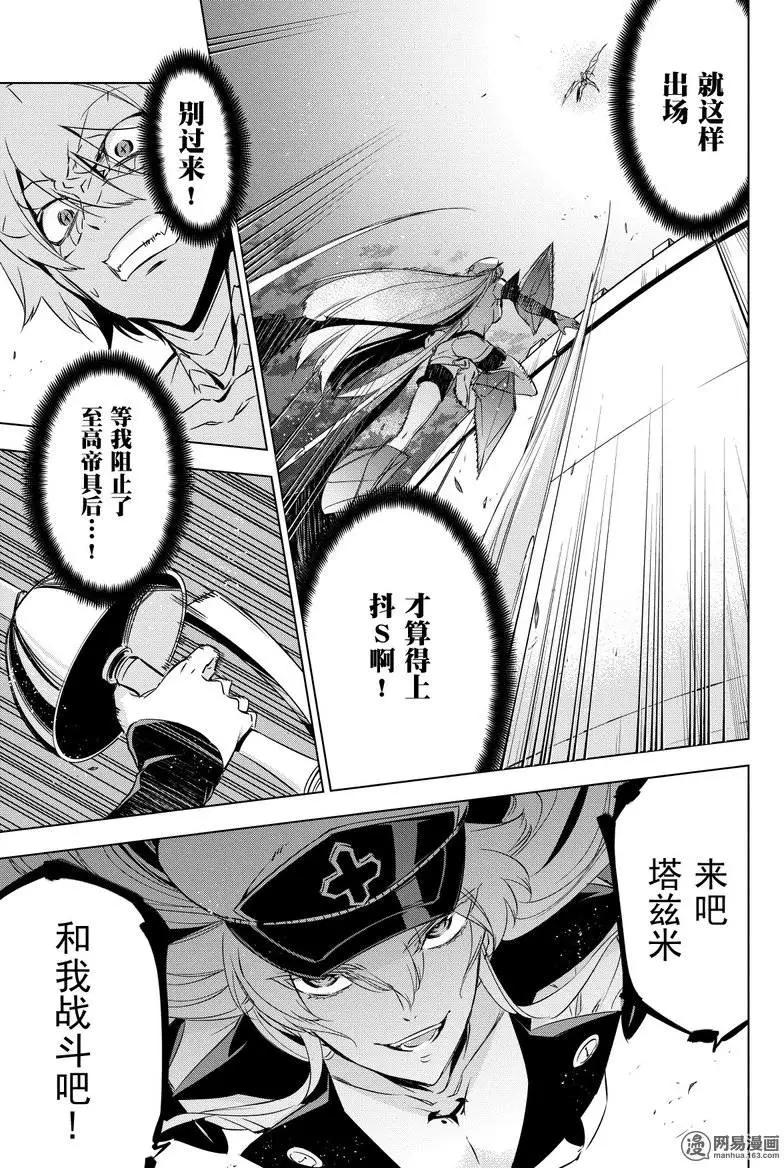 就这样
出场
才算得上
抖S啊！
别过来！
等我阻止了
至高帝具后…！
来吧
塔兹米
和我战斗吧！
网易漫画
manhua.163.com